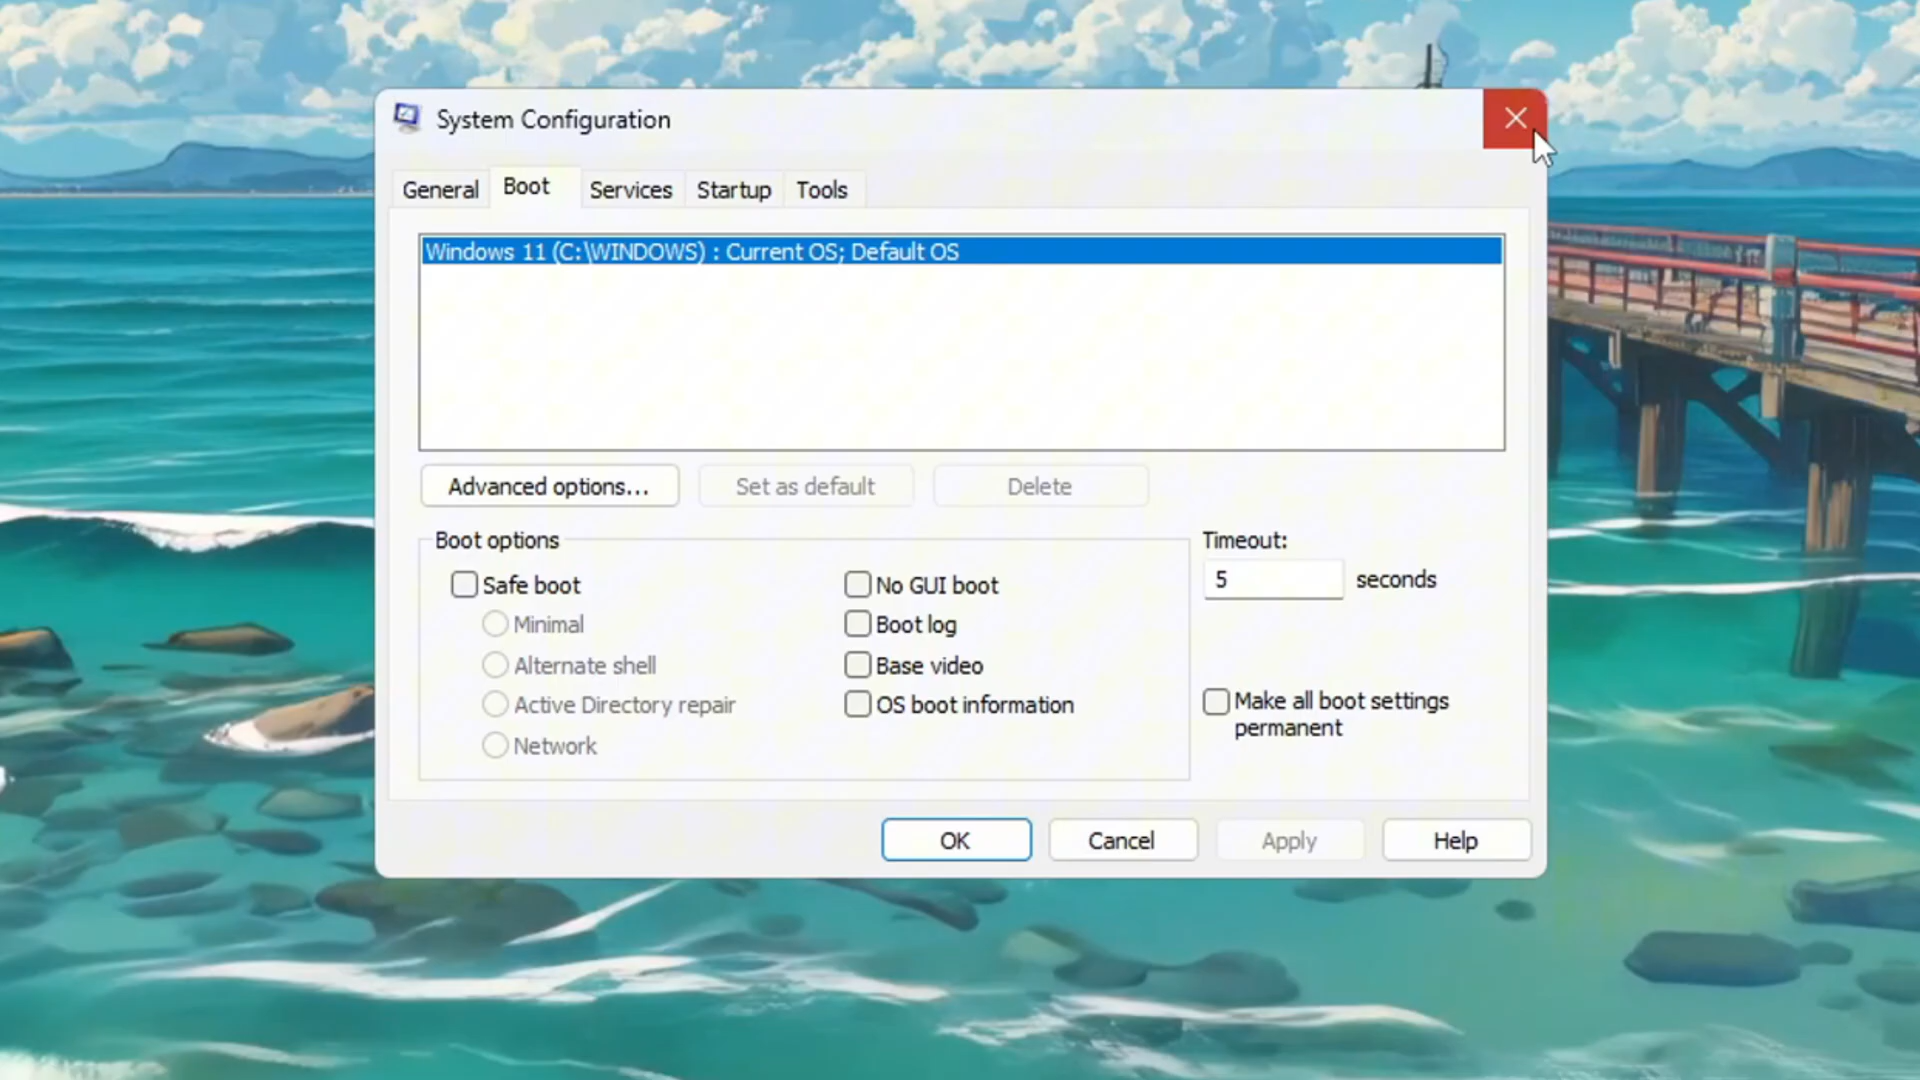 System Configuration
General Boot Services Startup Tools
Windows 11 (C:\WINDOWS) : Current OS; Default OS
Advanced options... Set as default Delete
Boot options Timeout:
Safe boot No GUI boot 5 seconds
Minimal Boot log
Alternate shell Base video
Active Directory repair OS boot information Make all boot settings
permanent
Network
OK Cancel Apply Help